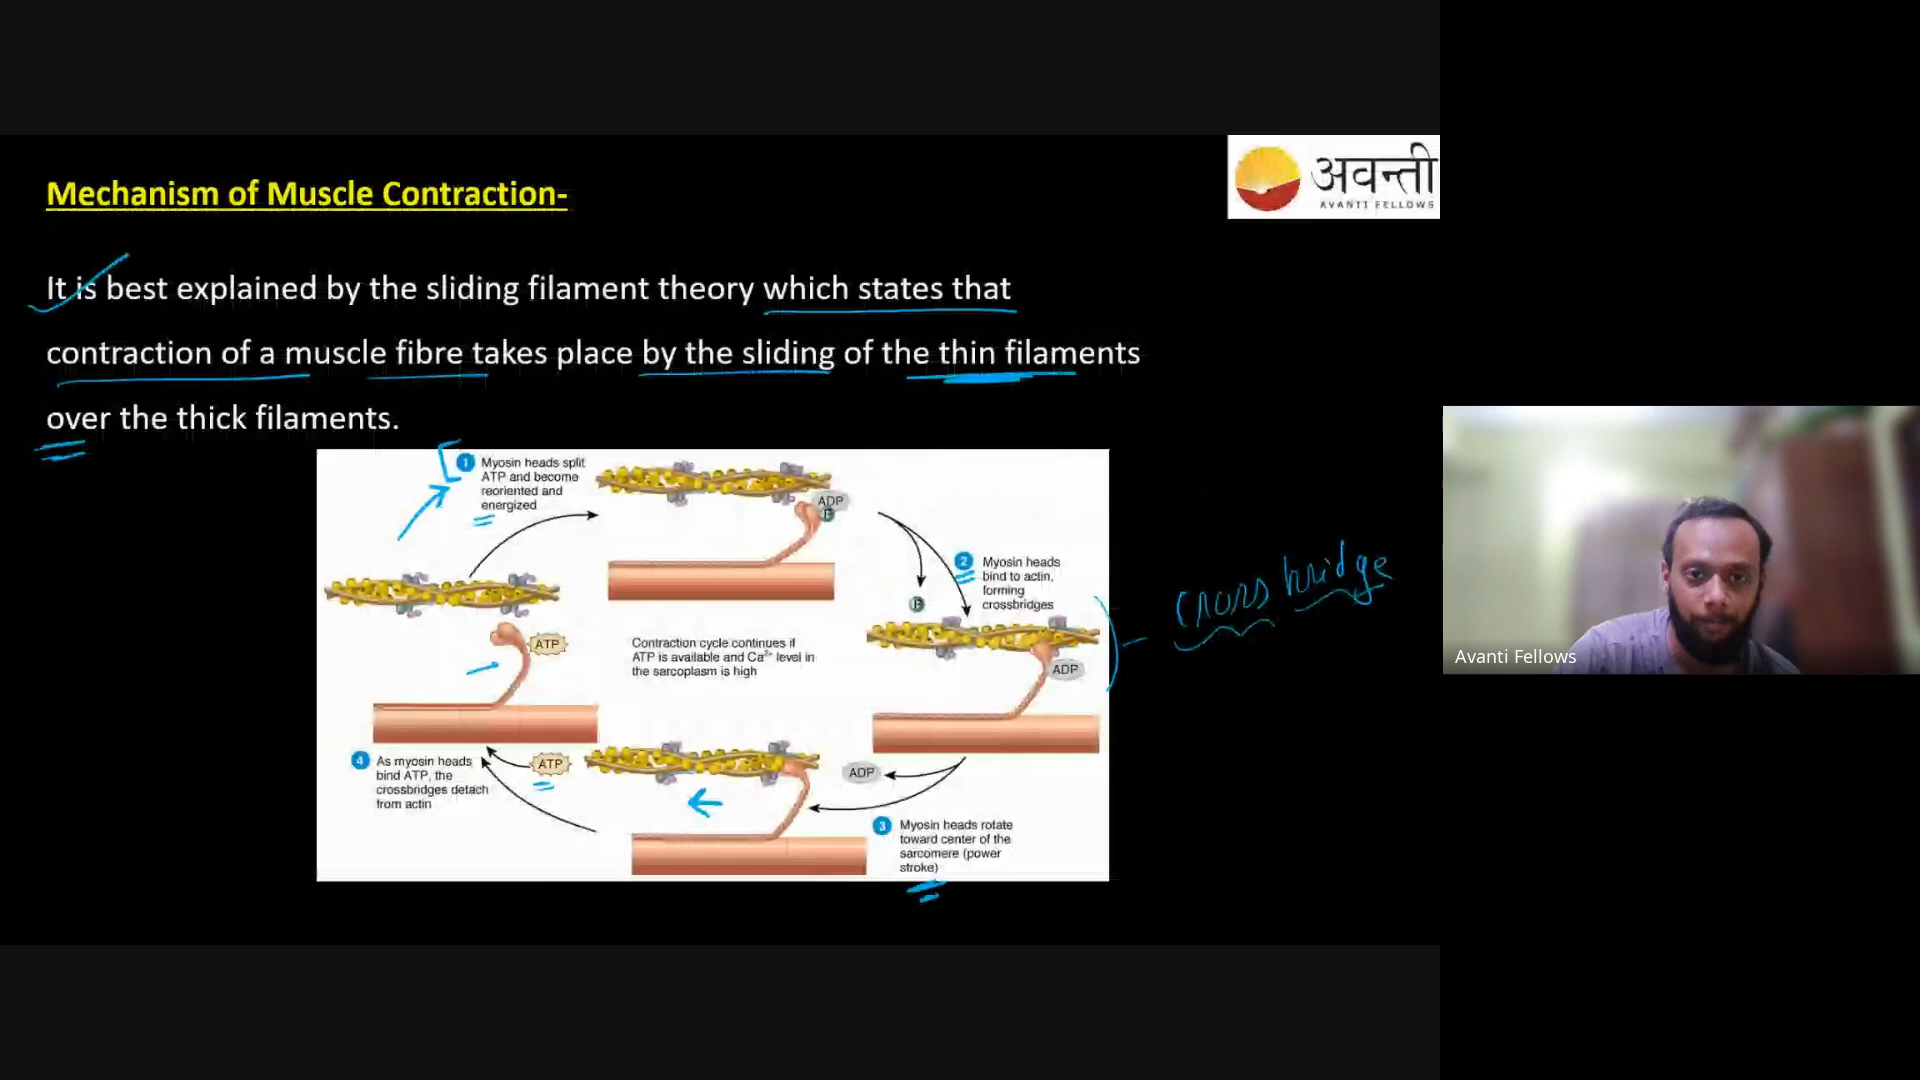 अवन्ती
AVANTI FELLOWS
Mechanism of Muscle Contraction-
It is best explained by the sliding filament theory which states that
contraction of a muscle fibre takes place by the sliding of the thin filaments
over the thick filaments.
1 Myosin heads split
ATP and become
reoriented and
energized
ADP
P
2 Myosin heads
bind to actin,
forming
crossbridges
P
cross bridge
ATP
Contraction cycle continues if
ATP is available and Ca2+ level in
the sarcoplasm is high
ADP
4 As myosin heads
bind ATP, the
crossbridges detach
from actin
ATP
ADP
3 Myosin heads rotate
toward center of the
sarcomere (power
stroke)
Avanti Fellows